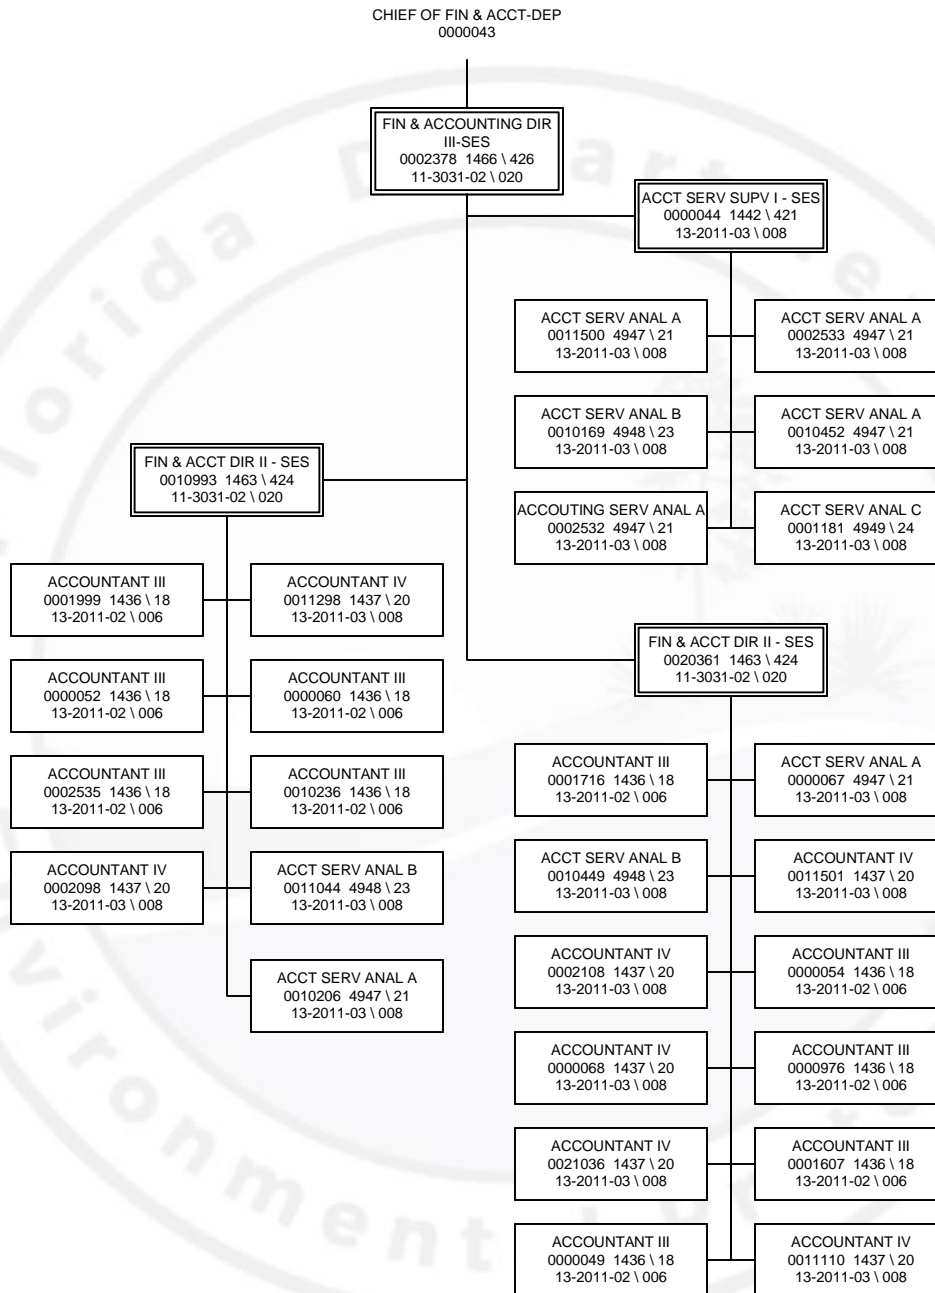 CHIEF OF FIN & ACCT-DEP
0000043
FIN & ACCOUNTING DIR
III-SES
0002378 1466 \ 426
11-3031-02 \ 020
ACCT SERV SUPV I - SES
0000044 1442 \ 421
13-2011-03 \ 008
ACCT SERV ANAL A
0011500 4947 \ 21
13-2011-03 \ 008
ACCT SERV ANAL A
0002533 4947 \ 21
13-2011-03 \ 008
ACCT SERV ANAL B
0010169 4948 \ 23
13-2011-03 \ 008
ACCT SERV ANAL A
0010452 4947 \ 21
13-2011-03 \ 008
ACCOUTING SERV ANAL A
0002532 4947 \ 21
13-2011-03 \ 008
ACCT SERV ANAL C
0001181 4949 \ 24
13-2011-03 \ 008
FIN & ACCT DIR II - SES
0010993 1463 \ 424
11-3031-02 \ 020
ACCOUNTANT III
0001999 1436 \ 18
13-2011-02 \ 006
ACCOUNTANT IV
0011298 1437 \ 20
13-2011-03 \ 008
ACCOUNTANT III
0000052 1436 \ 18
13-2011-02 \ 006
ACCOUNTANT III
0000060 1436 \ 18
13-2011-02 \ 006
ACCOUNTANT III
0002535 1436 \ 18
13-2011-02 \ 006
ACCOUNTANT III
0010236 1436 \ 18
13-2011-02 \ 006
ACCOUNTANT IV
0002098 1437 \ 20
13-2011-03 \ 008
ACCT SERV ANAL B
0011044 4948 \ 23
13-2011-03 \ 008
ACCT SERV ANAL A
0010206 4947 \ 21
13-2011-03 \ 008
FIN & ACCT DIR II - SES
0020361 1463 \ 424
11-3031-02 \ 020
ACCOUNTANT III
0001716 1436 \ 18
13-2011-02 \ 006
ACCT SERV ANAL A
0000067 4947 \ 21
13-2011-03 \ 008
ACCT SERV ANAL B
0010449 4948 \ 23
13-2011-03 \ 008
ACCOUNTANT IV
0011501 1437 \ 20
13-2011-03 \ 008
ACCOUNTANT IV
0002108 1437 \ 20
13-2011-03 \ 008
ACCOUNTANT III
0000054 1436 \ 18
13-2011-02 \ 006
ACCOUNTANT IV
0000068 1437 \ 20
13-2011-03 \ 008
ACCOUNTANT III
0000976 1436 \ 18
13-2011-02 \ 006
ACCOUNTANT IV
0021036 1437 \ 20
13-2011-03 \ 008
ACCOUNTANT III
0001607 1436 \ 18
13-2011-02 \ 006
ACCOUNTANT III
0000049 1436 \ 18
13-2011-02 \ 006
ACCOUNTANT IV
0011110 1437 \ 20
13-2011-03 \ 008